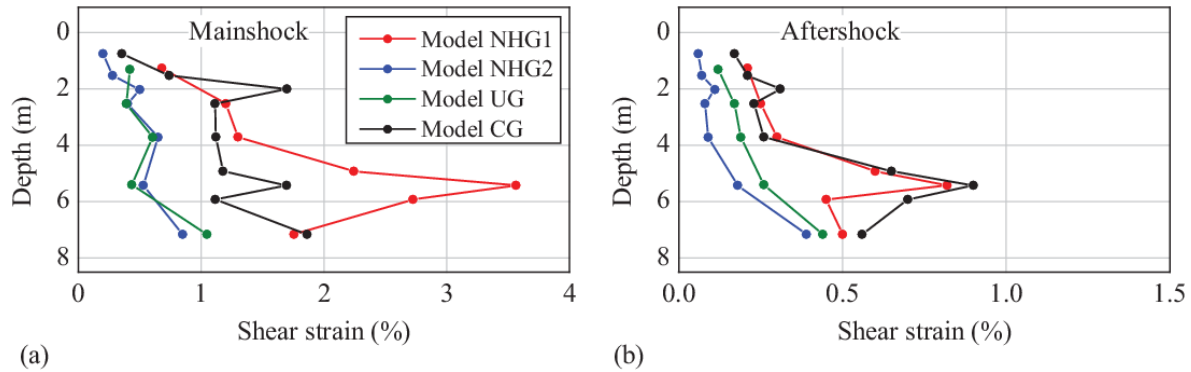 Mainshock
Model NHG1
Model NHG2
Model UG
Model CG
0
2
4
6
8
Depth (m)
0 1 2 3 4
Shear strain (%)
(a)
Aftershock
0
2
4
6
8
Depth (m)
0.0 0.5 1.0 1.5
Shear strain (%)
(b)